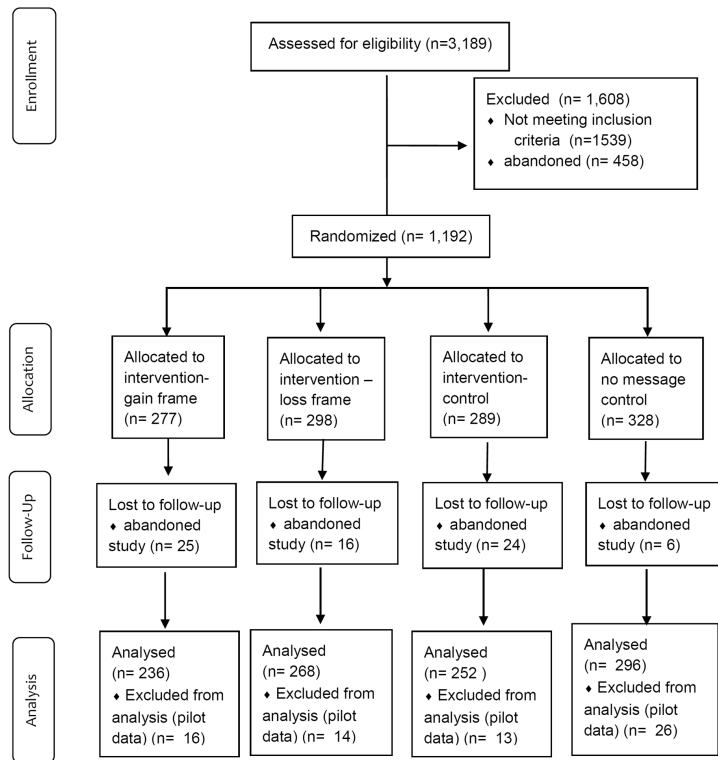 Enrollment
Assessed for eligibility (n=3,189)
Excluded (n= 1,608)
♦ Not meeting inclusion
criteria (n=1539)
♦ abandoned (n= 458)
Randomized (n= 1,192)
Allocation
Allocated to
intervention-
gain frame
(n= 277)
Allocated to
intervention –
loss frame
(n= 298)
Allocated to
intervention-
control
(n= 289)
Allocated to
no message
control
(n= 328)
Follow-Up
Lost to follow-up
♦ abandoned
study (n= 25)
Lost to follow-up
♦ abandoned
study (n= 16)
Lost to follow-up
♦ abandoned
study (n= 24)
Lost to follow-up
♦ abandoned
study (n= 6)
Analysis
Analysed
(n= 236)
♦ Excluded from
analysis (pilot
data) (n= 16)
Analysed
(n= 268)
♦ Excluded from
analysis (pilot
data) (n= 14)
Analysed
(n= 252 )
♦ Excluded from
analysis (pilot
data) (n= 13)
Analysed
(n= 296)
♦ Excluded from
analysis (pilot
data) (n= 26)